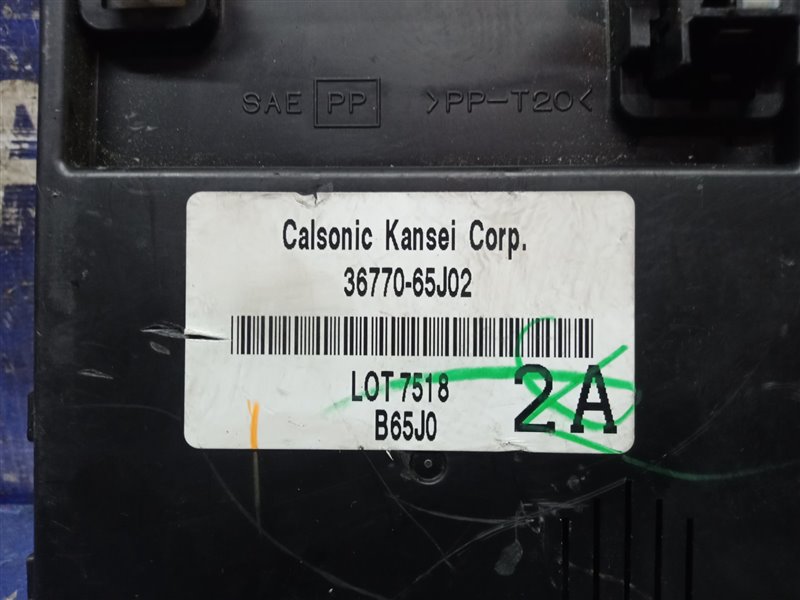 SAE PP >PP-T20<
Calsonic Kansei Corp.
36770-65J02
LOT 7518
B65J0
2A